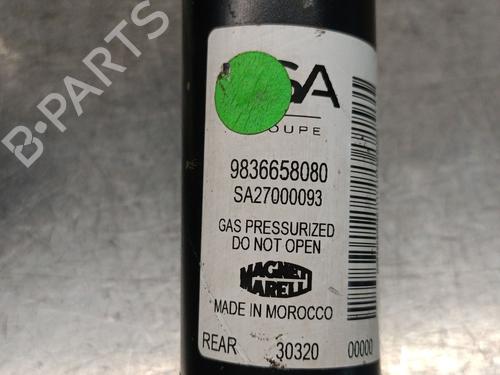 B-PARTS
SA
OUPE
9836658080
SA27000093
GAS PRESSURIZED
DO NOT OPEN
MAGNETI
MARELLI
MADE IN MOROCCO
REAR 30320 00000